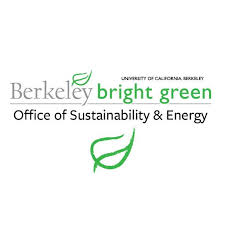 UNIVERSITY OF CALIFORNIA, BERKELEY
Berkeley bright green
Office of Sustainability & Energy